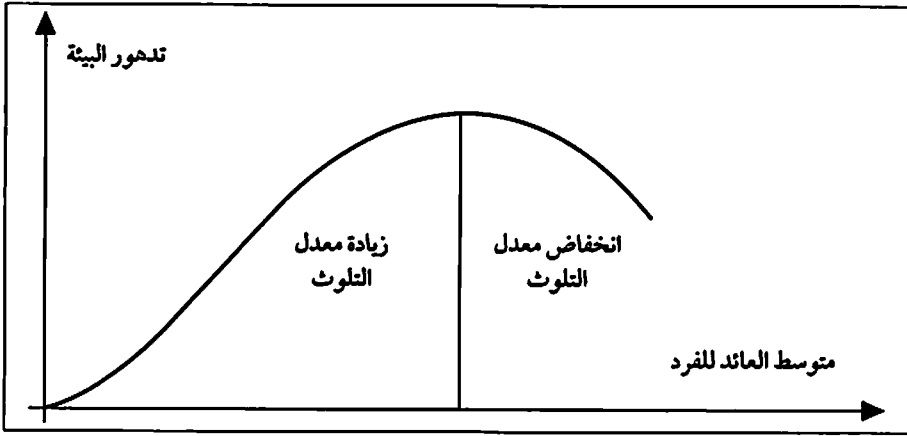 تدهور البيئة
زيادة معدل
التلوث
انخفاض معدل
التلوث
متوسط العائد للفرد